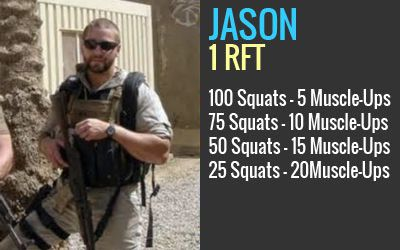 JASON
1 RFT
100 Squats - 5 Muscle-Ups
75 Squats - 10 Muscle-Ups
50 Squats - 15 Muscle-Ups
25 Squats - 20Muscle-Ups